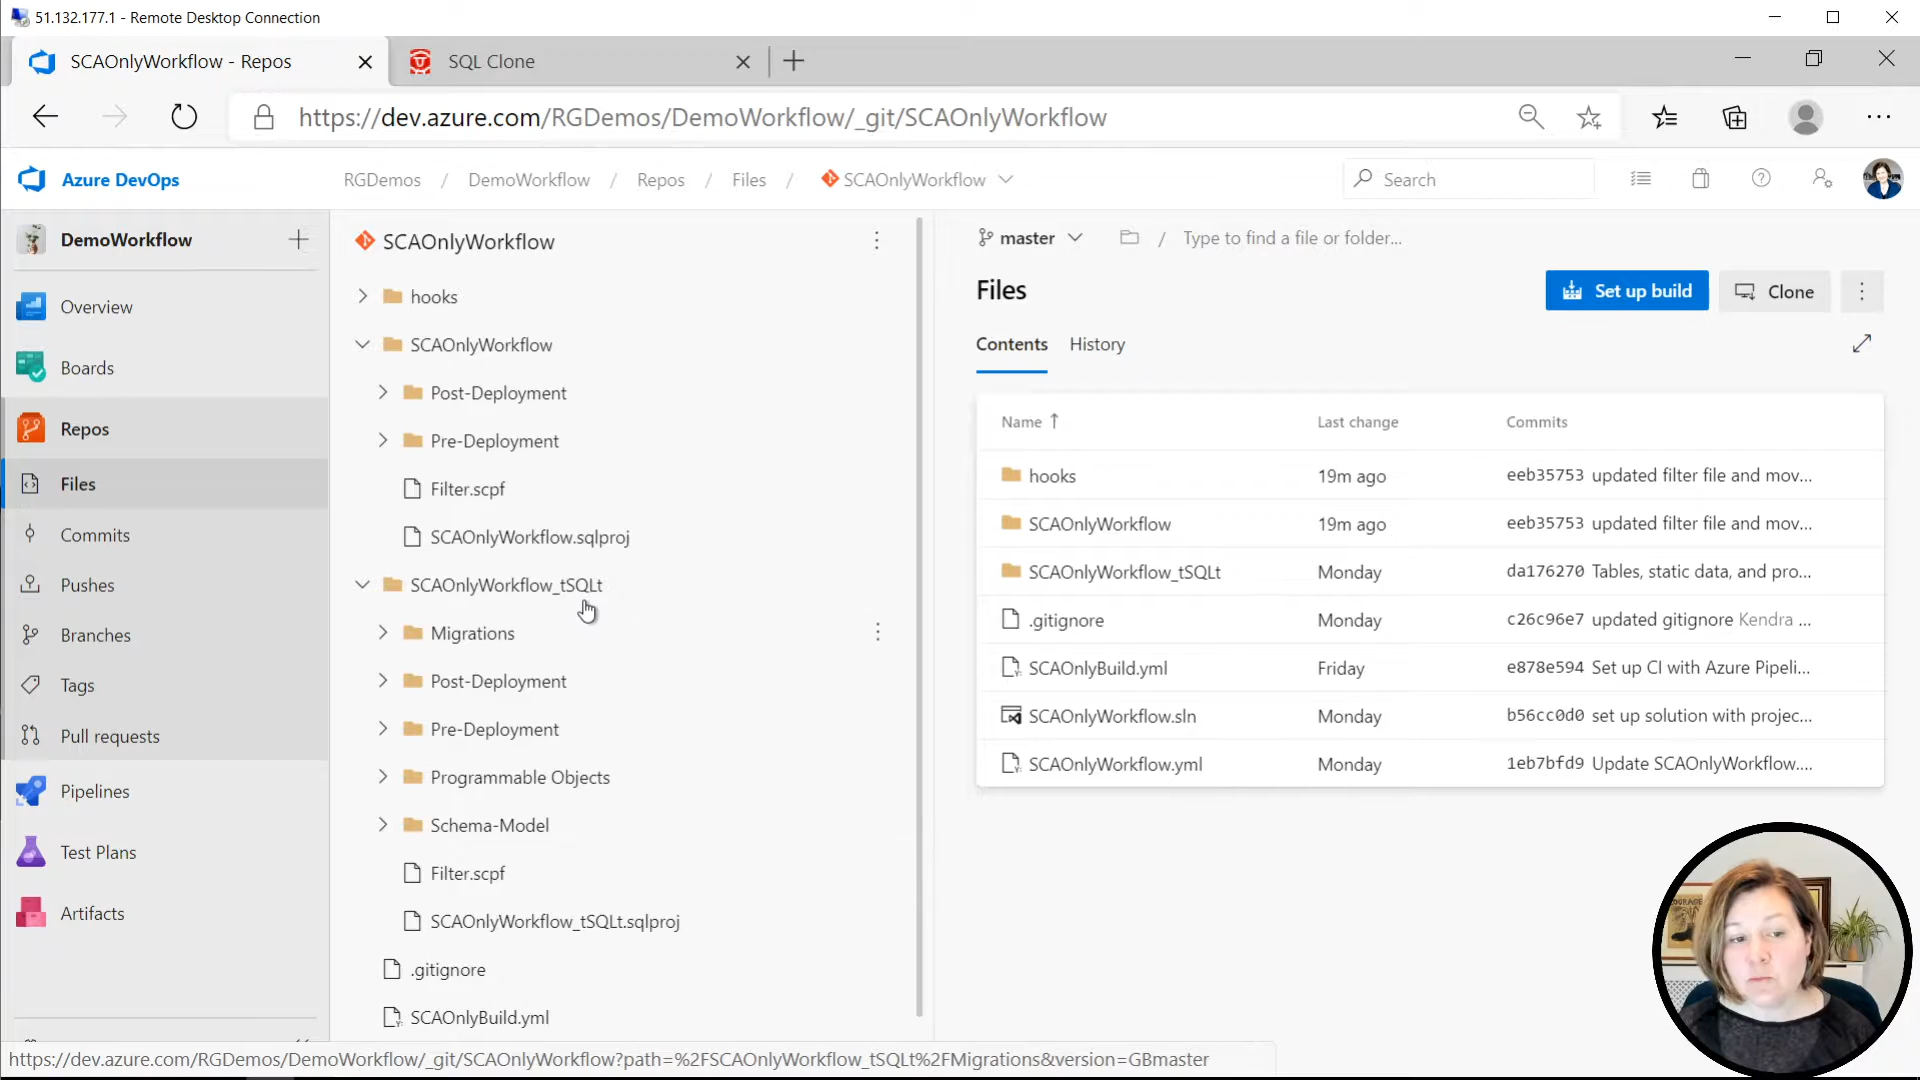 51.132.177.1 - Remote Desktop Connection
SCAOnlyWorkflow - Repos
SQL Clone
https://dev.azure.com/RGDemos/DemoWorkflow/_git/SCAOnlyWorkflow
Azure DevOps
RGDemos / DemoWorkflow / Repos / Files / SCAOnlyWorkflow
Search
DemoWorkflow
Overview
Boards
Repos
Files
Commits
Pushes
Branches
Tags
Pull requests
Pipelines
Test Plans
Artifacts
SCAOnlyWorkflow
hooks
SCAOnlyWorkflow
Post-Deployment
Pre-Deployment
Filter.scpf
SCAOnlyWorkflow.sqlproj
SCAOnlyWorkflow_tSQLt
Migrations
Post-Deployment
Pre-Deployment
Programmable Objects
Schema-Model
Filter.scpf
SCAOnlyWorkflow_tSQLt.sqlproj
.gitignore
SCAOnlyBuild.yml
master / Type to find a file or folder...
Files
Set up build
Clone
Contents History
Name Last change Commits
hooks 19m ago eeb35753 updated filter file and mov...
SCAOnlyWorkflow 19m ago eeb35753 updated filter file and mov...
SCAOnlyWorkflow_tSQLt Monday da176270 Tables, static data, and pro...
.gitignore Monday c26c96e7 updated gitignore Kendra ...
SCAOnlyBuild.yml Friday e878e594 Set up CI with Azure Pipeli...
SCAOnlyWorkflow.sln Monday b56cc0d0 set up solution with projec...
SCAOnlyWorkflow.yml Monday 1eb7bfd9 Update SCAOnlyWorkflow....
https://dev.azure.com/RGDemos/DemoWorkflow/_git/SCAOnlyWorkflow?path=%2FSCAOnlyWorkflow_tSQLt%2FMigrations&version=GBmaster